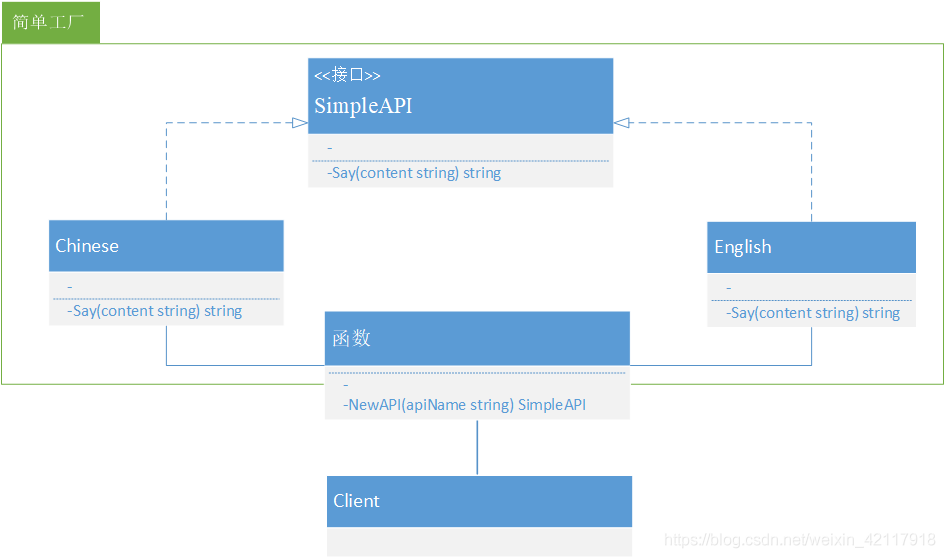 简单工厂
<<接口>>
SimpleAPI
-
-Say(content string) string
Chinese
-
-Say(content string) string
English
-
-Say(content string) string
函数
-
-NewAPI(apiName string) SimpleAPI
Client
https://blog.csdn.net/weixin_42117918